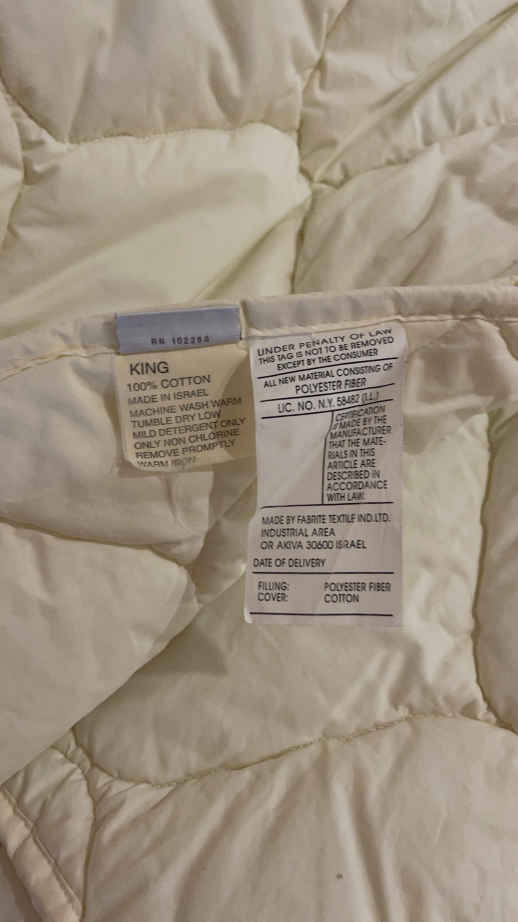 RN 102284
KING
100% COTTON
MADE IN ISRAEL
MACHINE WASH WARM
TUMBLE DRY LOW
MILD DETERGENT ONLY
ONLY NON CHLORINE
REMOVE PROMPTLY
WARM IRON
UNDER PENALTY OF LAW
THIS TAG IS NOT TO BE REMOVED
EXCEPT BY THE CONSUMER
ALL NEW MATERIAL CONSISTING OF
POLYESTER FIBER
LIC. NO. N.Y. 58482 (I.L.)
CERTIFICATION
IS MADE BY THE
MANUFACTURER
THAT THE MATE-
RIALS IN THIS
ARTICLE ARE
DESCRIBED IN
ACCORDANCE
WITH LAW.
MADE BY FABRITE TEXTILE IND.LTD.
INDUSTRIAL AREA
OR AKIVA 30600 ISRAEL
DATE OF DELIVERY
FILLING: POLYESTER FIBER
COVER: COTTON